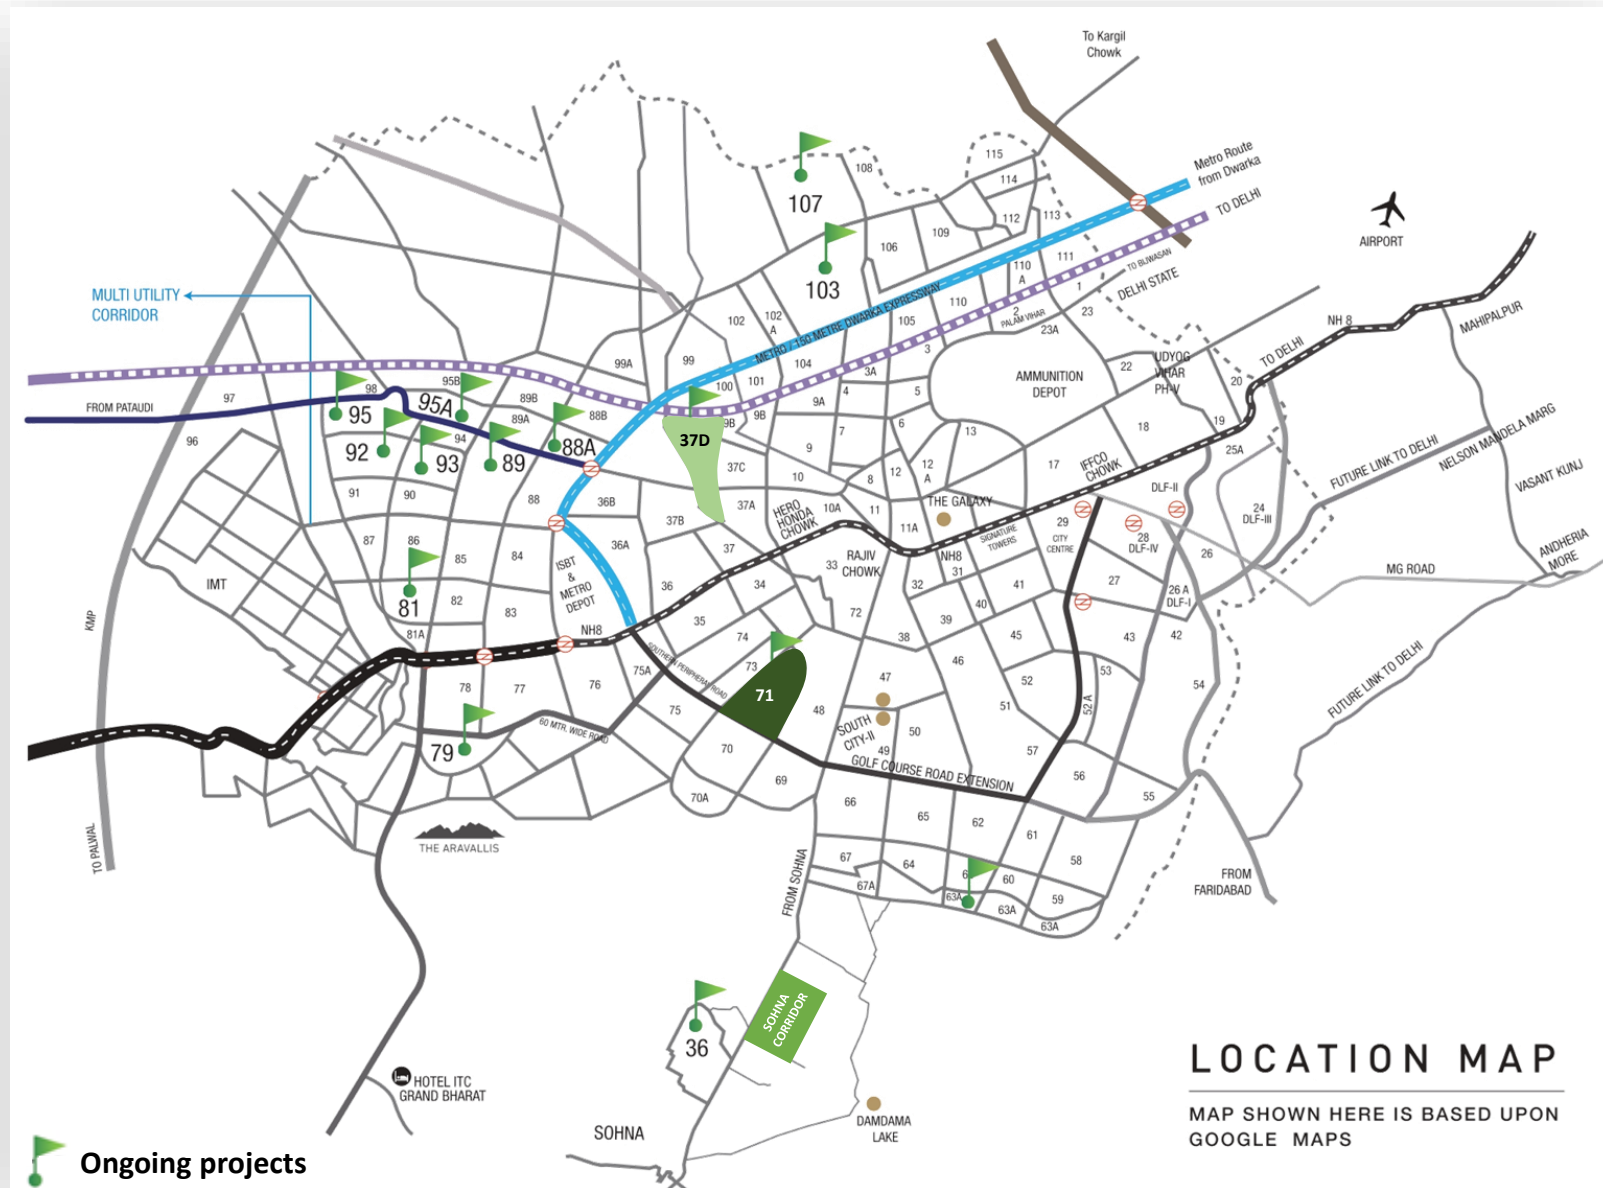 To Kargil
Chowk
Metro Route
from Dwarka
TO DELHI
AIRPORT
115
114
108
107
112
113
109
106
111
103
110
A
TO BIJWASAN
DELHI STATE
1
MULTI UTILITY
CORRIDOR
METRO / 150 METRE DWARKA EXPRESSWAY
110
2
PALAM VIHAR
23
23A
102
102
A
105
NH 8
MAHIPALPUR
TO DELHI
99A
99
104
3
3A
22
UDYOG
VIHAR
PH-V
20
AMMUNITION
DEPOT
97
98
95B
95
95A
89B
88B
100
101
4
5
9A
FROM PATAUDI
89A
9B
9B
19
18
96
94
92
93
89
88A
37D
7
6
13
9
12
12
A
17
IFFCO
CHOWK
25A
FUTURE LINK TO DELHI
NELSON MANDELA MARG
VASANT KUNJ
91
90
88
36B
37C
10
8
DLF-II
37A
HERO
HONDA
CHOWK
10A
11
THE GALAXY
11A
SIGNATURE
TOWERS
29
CITY
CENTRE
28
DLF-IV
24
DLF-III
37B
87
86
85
84
36A
37
26
ANDHERIA
MORE
MG ROAD
IMT
ISBT
&
METRO
DEPOT
33
RAJIV
CHOWK
NH8
31
32
41
27
26 A
DLF-I
36
34
81
82
83
72
40
39
KMP
81A
NH8
35
74
38
45
43
42
SOUTHERN PERIPHERAL ROAD
75A
73
71
46
47
52
53
54
78
77
76
48
51
52 A
FUTURE LINK TO DELHI
79
60 MTR. WIDE ROAD
75
70
SOUTH
CITY-II
49
50
57
GOLF COURSE ROAD EXTENSION
56
55
69
70A
66
65
62
61
TO PALWAL
THE ARAVALLIS
67
64
58
67A
60
FROM
FARIDABAD
FROM SOHNA
63A
63A
59
63A
36
SOHNA
CORRIDOR
HOTEL ITC
GRAND BHARAT
DAMDAMA
LAKE
SOHNA
LOCATION MAP
MAP SHOWN HERE IS BASED UPON
GOOGLE MAPS
Ongoing projects